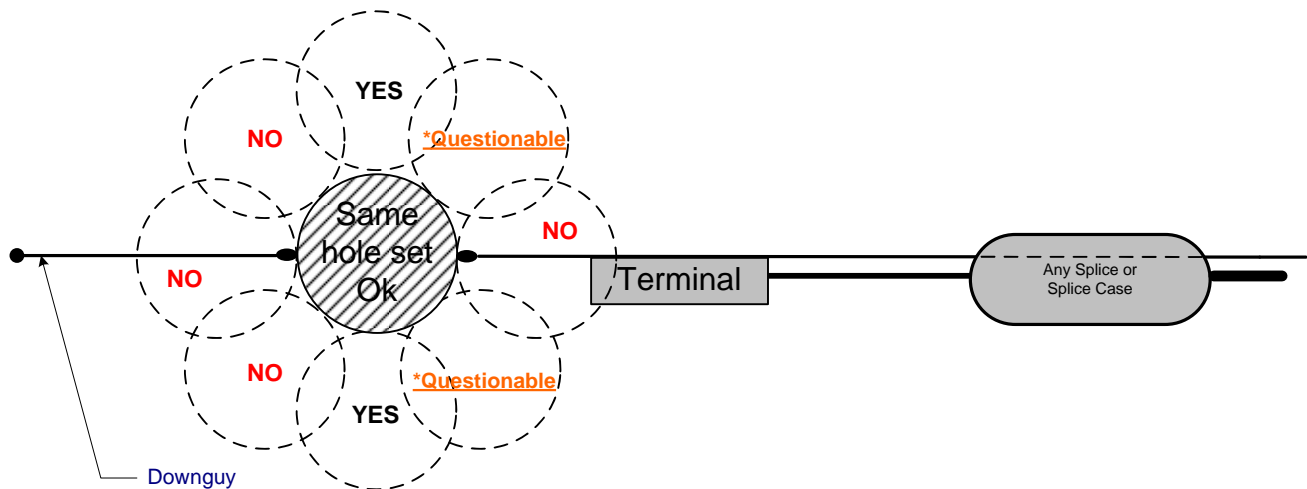 YES
NO
*Questionable
Same
hole set
Ok
NO
NO
Terminal
Any Splice or
Splice Case
NO
*Questionable
YES
Downguy